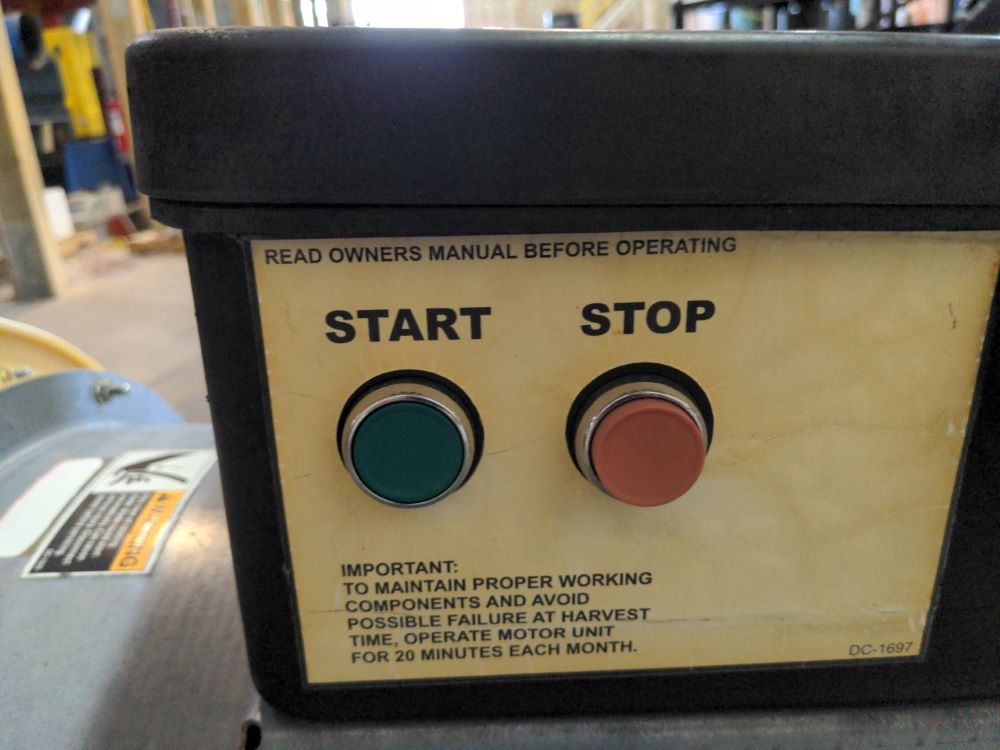 READ OWNERS MANUAL BEFORE OPERATING
START STOP
IMPORTANT:
TO MAINTAIN PROPER WORKING
COMPONENTS AND AVOID
POSSIBLE FAILURE AT HARVEST
TIME, OPERATE MOTOR UNIT
FOR 20 MINUTES EACH MONTH.
DC-1697
WARNING